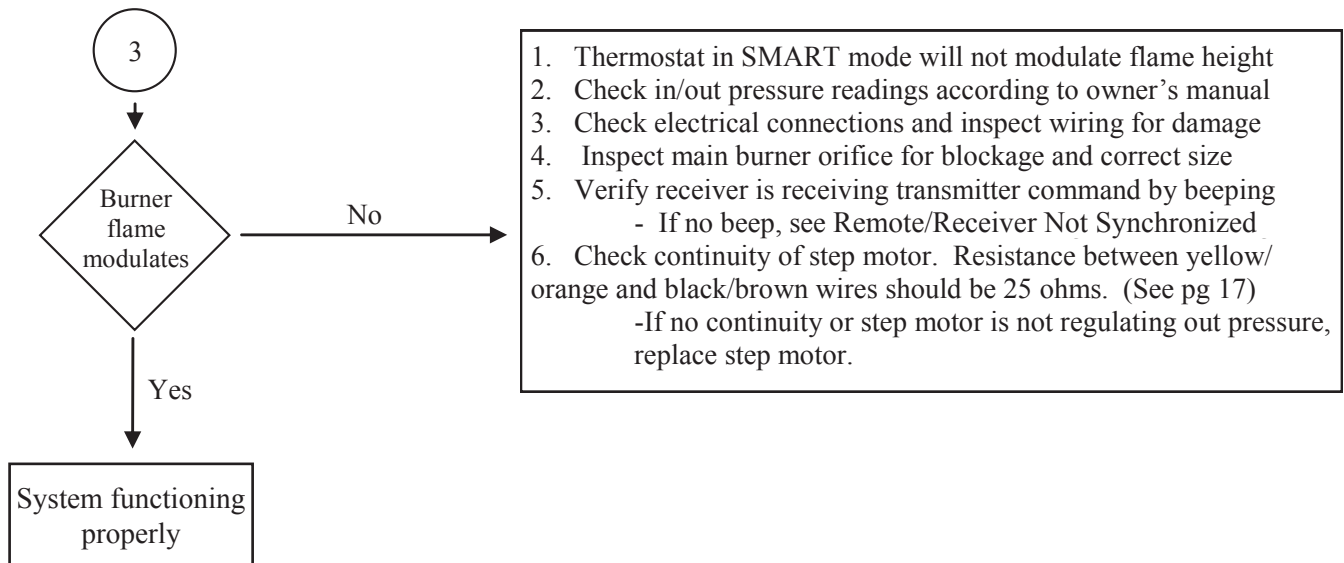 3
Burner
flame
modulates
No
1. Thermostat in SMART mode will not modulate flame height
2. Check in/out pressure readings according to owner’s manual
3. Check electrical connections and inspect wiring for damage
4. Inspect main burner orifice for blockage and correct size
5. Verify receiver is receiving transmitter command by beeping
- If no beep, see Remote/Receiver Not Synchronized
6. Check continuity of step motor. Resistance between yellow/
orange and black/brown wires should be 25 ohms. (See pg 17)
-If no continuity or step motor is not regulating out pressure,
replace step motor.
Yes
System functioning
properly